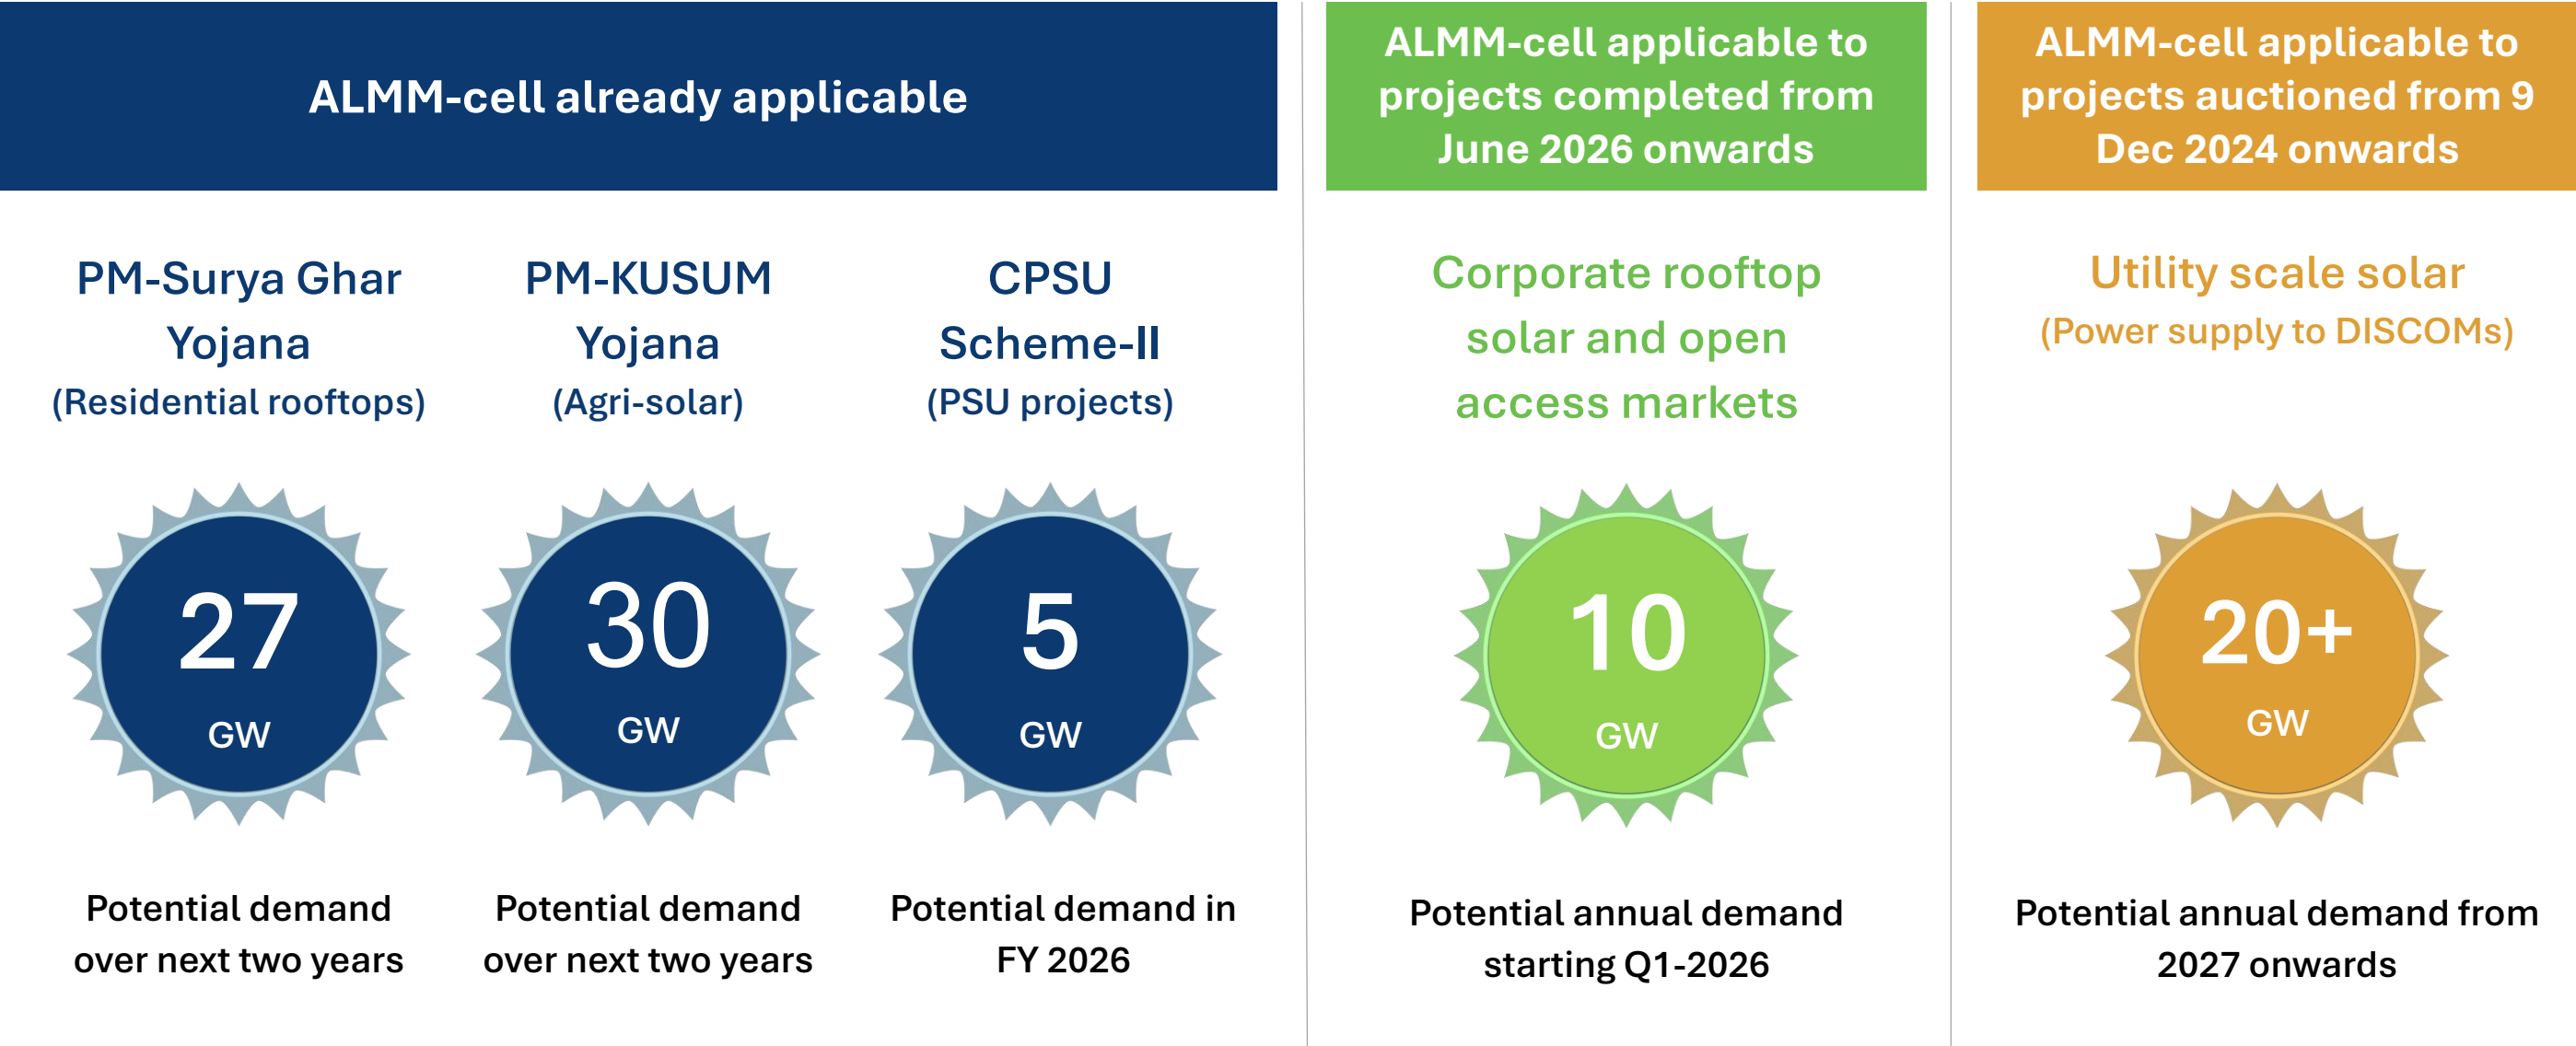 ALMM-cell already applicable
PM-Surya Ghar
Yojana
(Residential rooftops)
27
GW
Potential demand
over next two years
PM-KUSUM
Yojana
(Agri-solar)
30
GW
Potential demand
over next two years
CPSU
Scheme-II
(PSU projects)
5
GW
Potential demand in
FY 2026
ALMM-cell applicable to
projects completed from
June 2026 onwards
Corporate rooftop
solar and open
access markets
10
GW
Potential annual demand
starting Q1-2026
ALMM-cell applicable to
projects auctioned from 9
Dec 2024 onwards
Utility scale solar
(Power supply to DISCOMs)
20+
GW
Potential annual demand from
2027 onwards